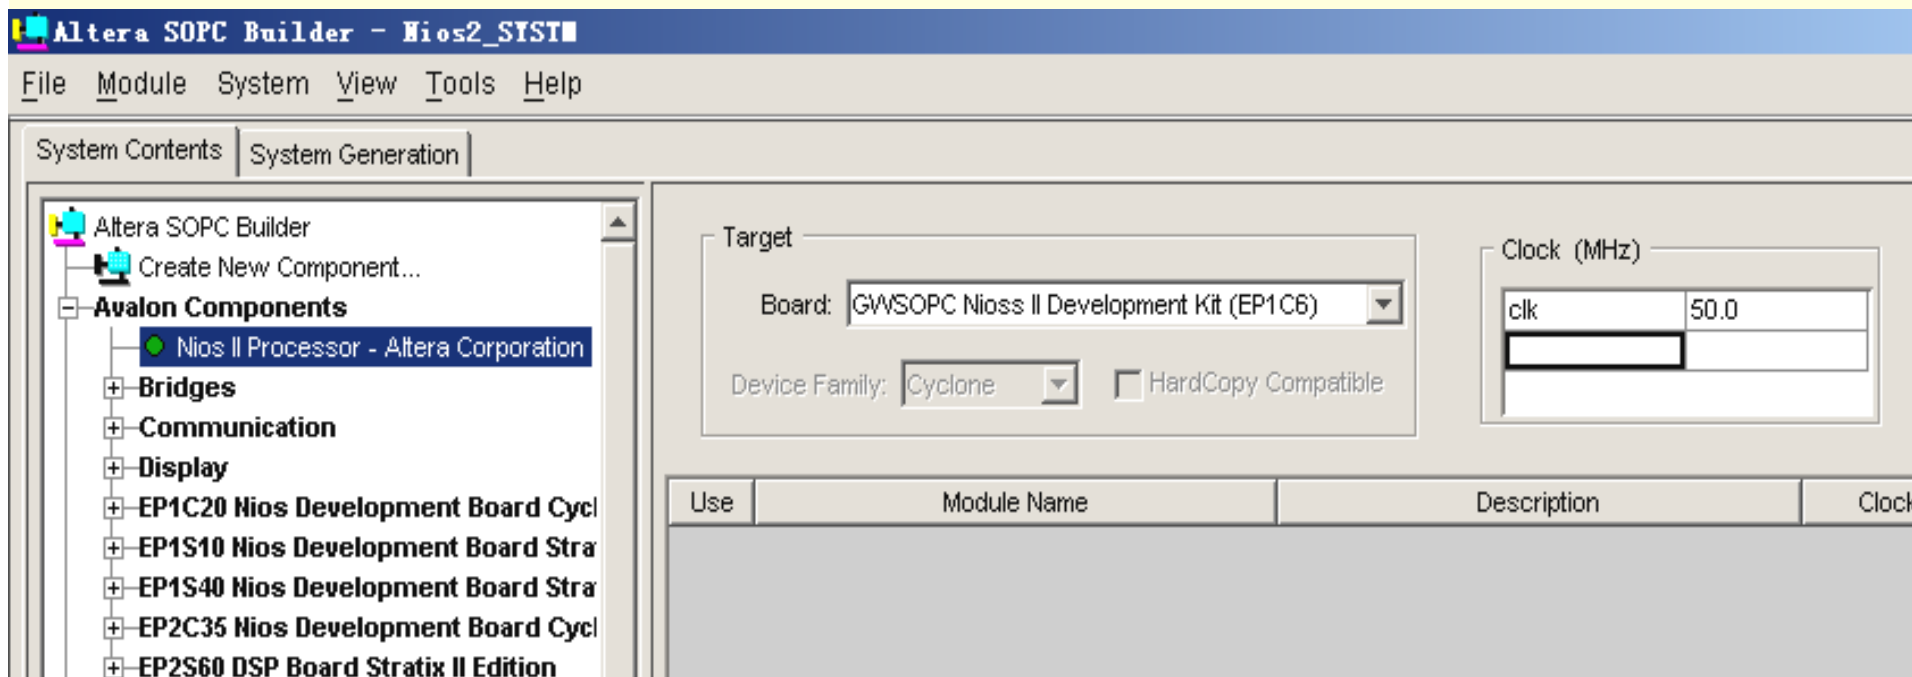 Altera SOPC Builder - Nios2_SYSTM
File Module System View Tools Help
System Contents System Generation
Altera SOPC Builder
Create New Component...
Avalon Components
Nios II Processor - Altera Corporation
Bridges
Communication
Display
EP1C20 Nios Development Board Cycl
EP1S10 Nios Development Board Stra
EP1S40 Nios Development Board Stra
EP2C35 Nios Development Board Cycl
EP2S60 DSP Board Stratix II Edition
Target
Board: GWSOPC Nioss II Development Kit (EP1C6)
Device Family: Cyclone HardCopy Compatible
Clock (MHz)
clk 50.0
Use Module Name Description Clock